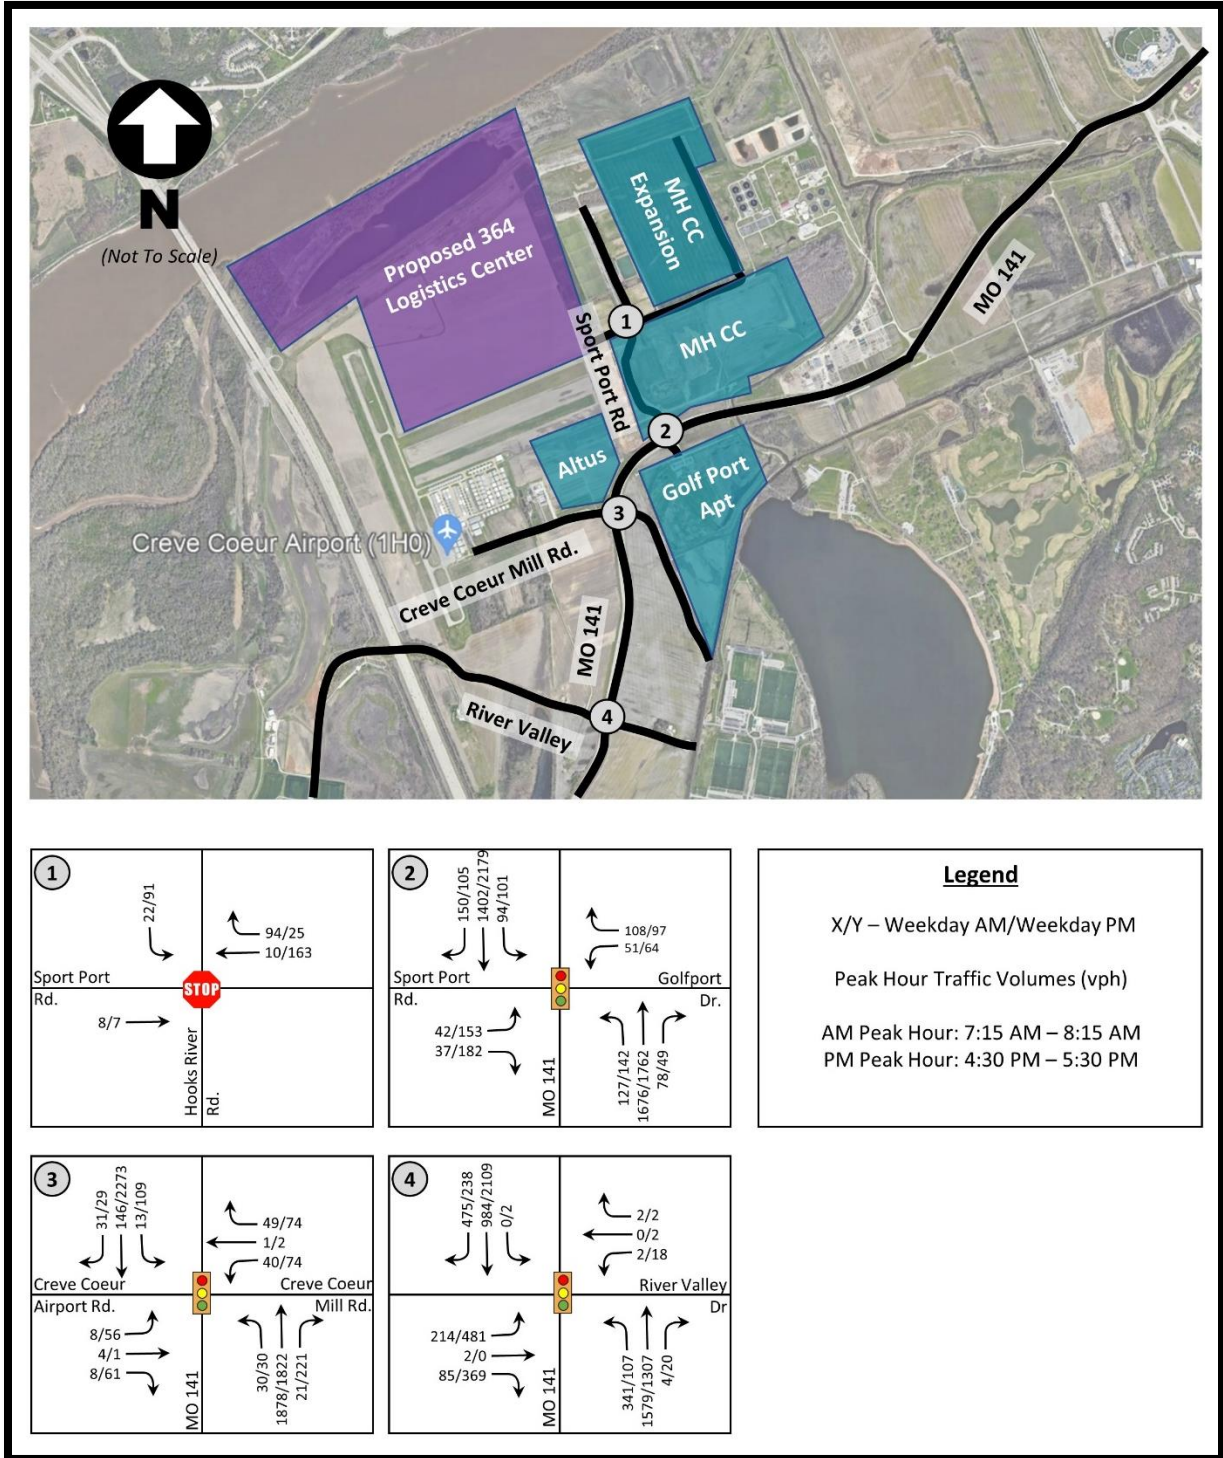 N
(Not To Scale)
Proposed 364
Logistics Center
MH CC
Expansion
MO 141
1
MH CC
Sport Port Rd
2
Altus
Golf Port
Apt
3
Creve Coeur Airport (1H0)
Creve Coeur Mill Rd.
MO 141
4
River Valley
1
22/91
94/25
10/163
Sport Port
Rd.
STOP
8/7
Hooks River
Rd.
2
150/105
1402/2179
94/101
108/97
51/64
Sport Port
Rd.
Golfport
Dr.
42/153
37/182
MO 141
127/142
1676/1762
78/49
Legend
X/Y – Weekday AM/Weekday PM
Peak Hour Traffic Volumes (vph)
AM Peak Hour: 7:15 AM – 8:15 AM
PM Peak Hour: 4:30 PM – 5:30 PM
3
31/29
146/2273
13/109
49/74
1/2
40/74
Creve Coeur
Airport Rd.
Creve Coeur
Mill Rd.
8/56
4/1
8/61
MO 141
30/30
1878/1822
21/221
4
475/238
984/2109
0/2
2/2
0/2
2/18
River Valley
Dr
214/481
2/0
85/369
MO 141
341/107
1579/1307
4/20